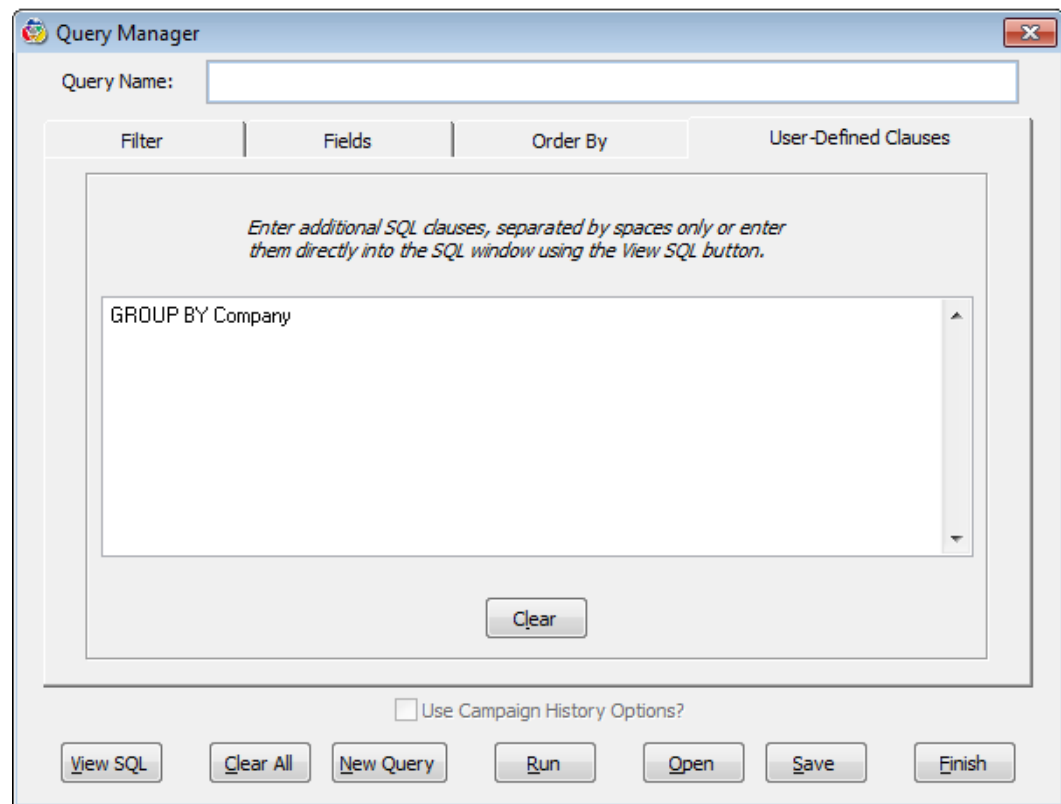 Query Manager
Query Name:
Filter
Fields
Order By
User-Defined Clauses
Enter additional SQL clauses, separated by spaces only or enter
them directly into the SQL window using the View SQL button.
GROUP BY Company
Clear
Use Campaign History Options?
View SQL
Clear All
New Query
Run
Open
Save
Finish